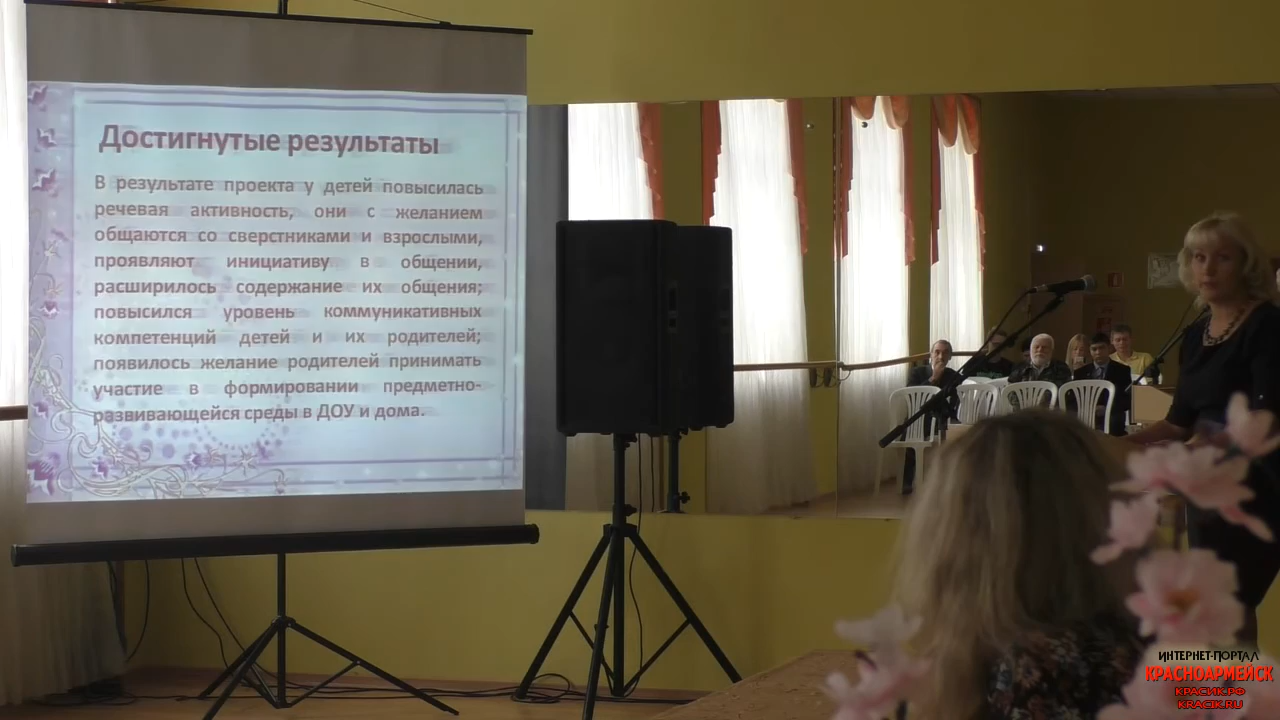 Достигнутые результаты
В результате проекта у детей повысилась
речевая активность, они с желанием
общаются со сверстниками и взрослыми,
проявляют инициативу в общении,
расширилось содержание их общения;
повысился уровень коммуникативных
компетенций детей и их родителей;
появилось желание родителей принимать
участие в формировании предметно-
развивающейся среды в ДОУ и дома.
ИНТЕРНЕТ-ПОРТАЛ
КРАСНОАРМЕЙСК
КРАСИК.РФ
KRACIK.RU